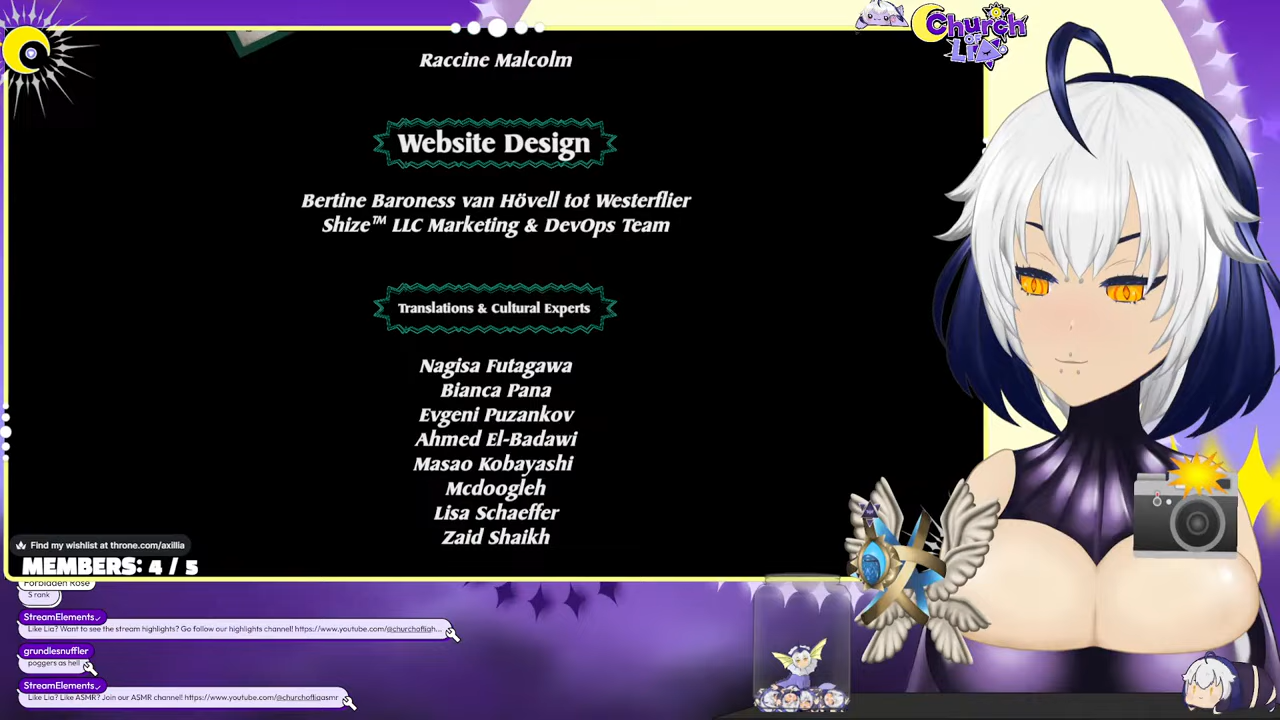 Church
OF
LIA
Raccine Malcolm
Website Design
Bertine Baroness van Hövell tot Westerflier
Shize™ LLC Marketing & DevOps Team
Translations & Cultural Experts
Nagisa Futagawa
Bianca Pana
Evgeni Puzankov
Ahmed El-Badawi
Masao Kobayashi
Mcdoogleh
Lisa Schaeffer
Zaid Shaikh
Find my wishlist at throne.com/axillia
MEMBERS: 4 / 5
Forbidden Rose
S rank
StreamElements
Like Lia? Want to see the stream highlights? Go follow our highlights channel! https://www.youtube.com/@churchofliah...
grundlesnuffler
poggers as hell
StreamElements
Like Lia? Like ASMR? Join our ASMR channel! https://www.youtube.com/@churchofliaasmr